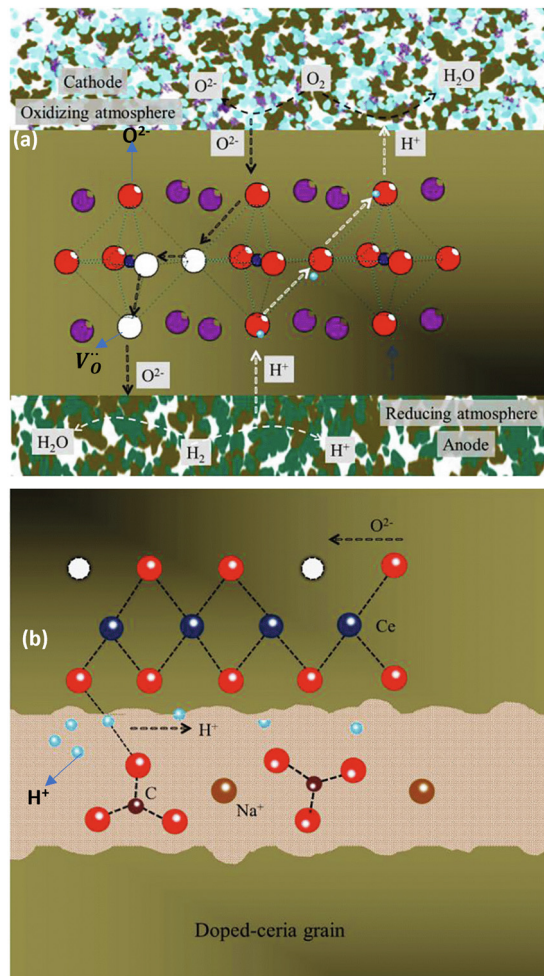 Cathode
O²⁻
O₂
H₂O
Oxidizing atmosphere
(a)
O²⁻
O²⁻
H⁺
V_O^{..}
O²⁻
H⁺
Reducing atmosphere
H₂O
H₂
H⁺
Anode
O²⁻
(b)
Ce
H⁺
H⁺
C
Na⁺
Doped-ceria grain